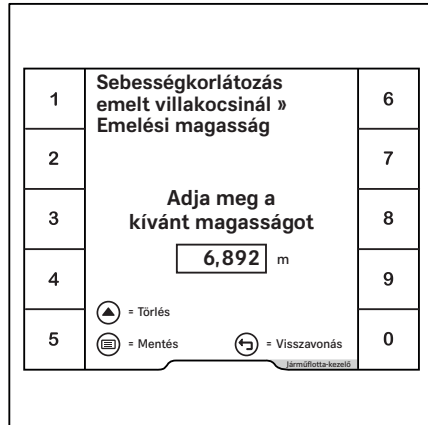 Sebességkorlátozás
emelt villakocsinál »
Emelési magasság
1
2
3
4
5
6
7
8
9
0
Adja meg a
kívánt magasságot
6,892 m
= Törlés
= Mentés
= Visszavonás
Járműflotta-kezelő